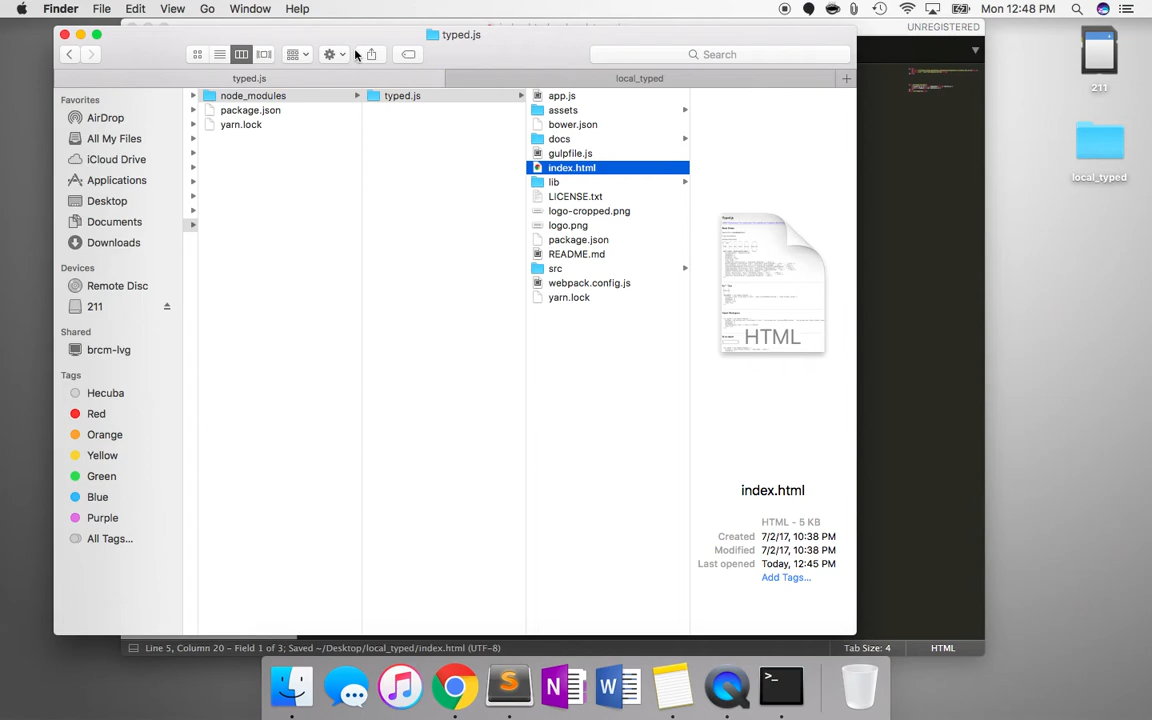 Finder File Edit View Go Window Help Mon 12:48 PM
UNREGISTERED
typed.js
Search
typed.js local_typed
211
local_typed
Favorites
AirDrop
All My Files
iCloud Drive
Applications
Desktop
Documents
Downloads
Devices
Remote Disc
211
Shared
brcm-lvg
Tags
Hecuba
Red
Orange
Yellow
Green
Blue
Purple
All Tags...
node_modules
package.json
yarn.lock
typed.js
app.js
assets
bower.json
docs
gulpfile.js
index.html
lib
LICENSE.txt
logo-cropped.png
logo.png
package.json
README.md
src
webpack.config.js
yarn.lock
HTML
index.html
HTML - 5 KB
Created 7/2/17, 10:38 PM
Modified 7/2/17, 10:38 PM
Last opened Today, 12:45 PM
Add Tags...
Line 5, Column 20 - Field 1 of 3; Saved ~/Desktop/local_typed/index.html (UTF-8) Tab Size: 4 HTML